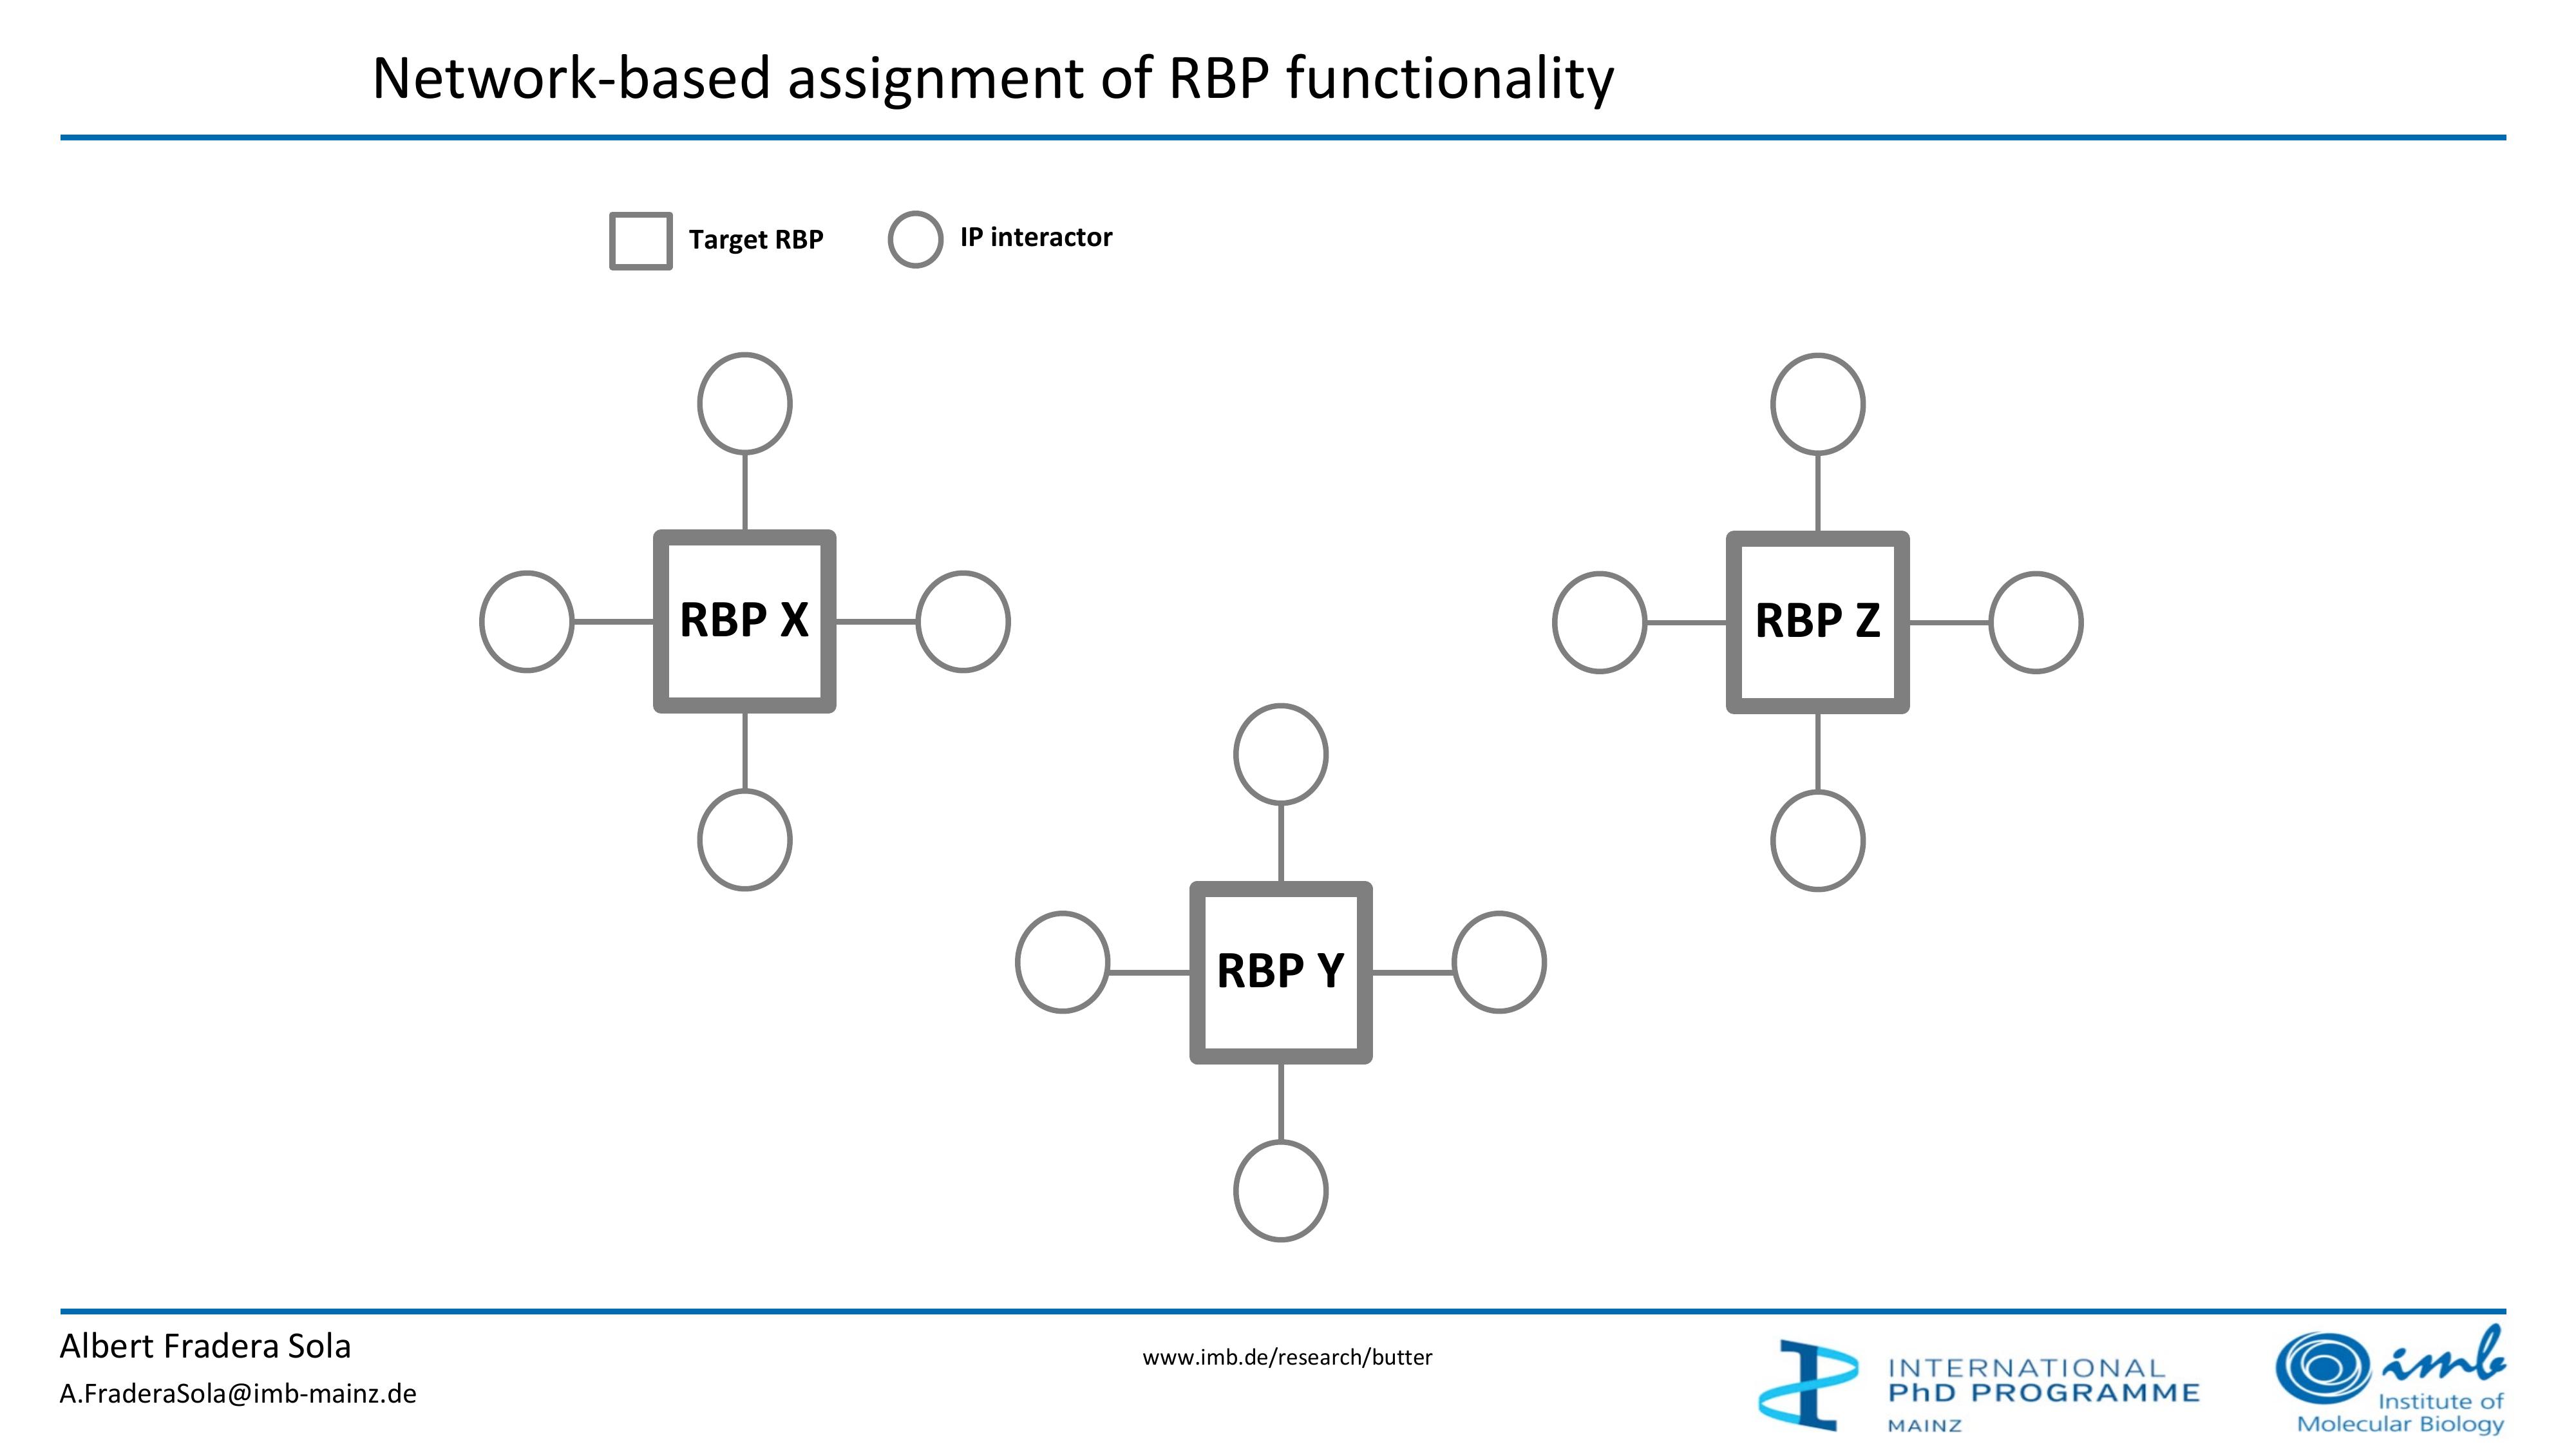 Network-based assignment of RBP functionality
Target RBP
IP interactor
RBP X
RBP Z
RBP Y
Albert Fradera Sola
A.FraderaSola@imb-mainz.de
www.imb.de/research/butter
INTERNATIONAL
PhD PROGRAMME
MAINZ
imb
Institute of
Molecular Biology